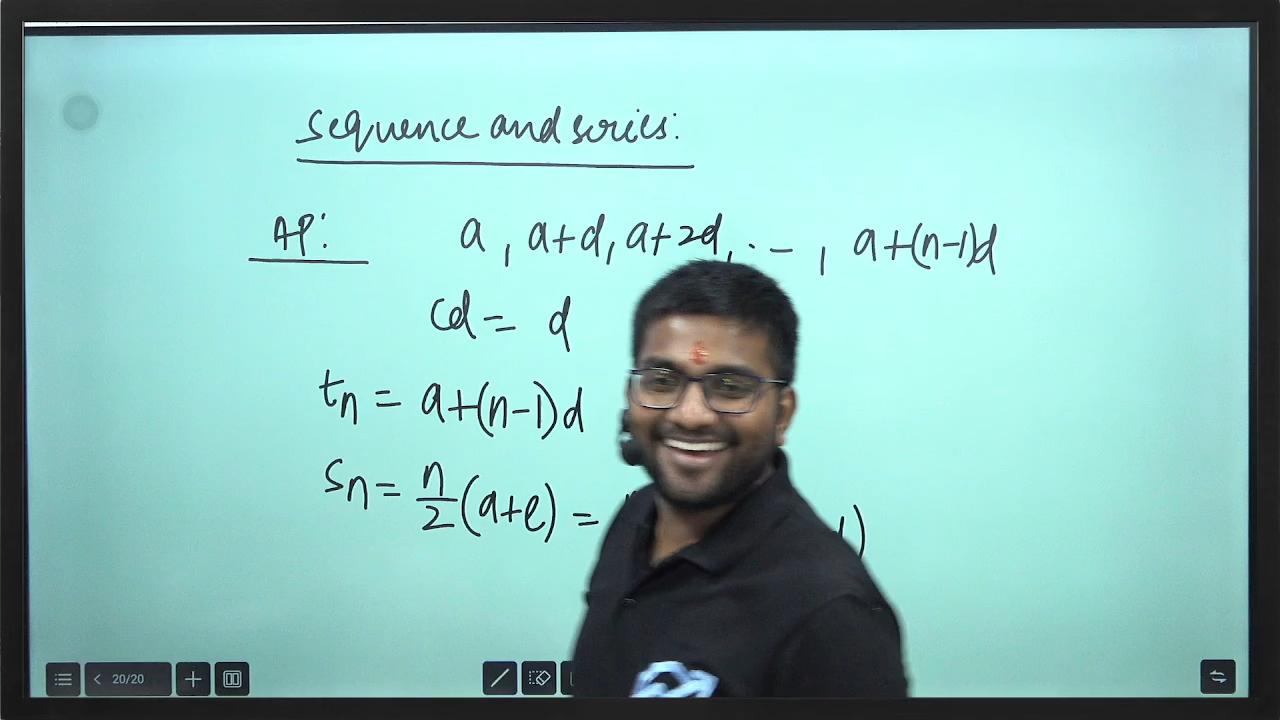 Sequence and series:
AP: a, a+d, a+2d, . - , a+(n-1)d
cd = d
tn = a+(n-1)d
Sn = n/2 (a+l) =
20/20